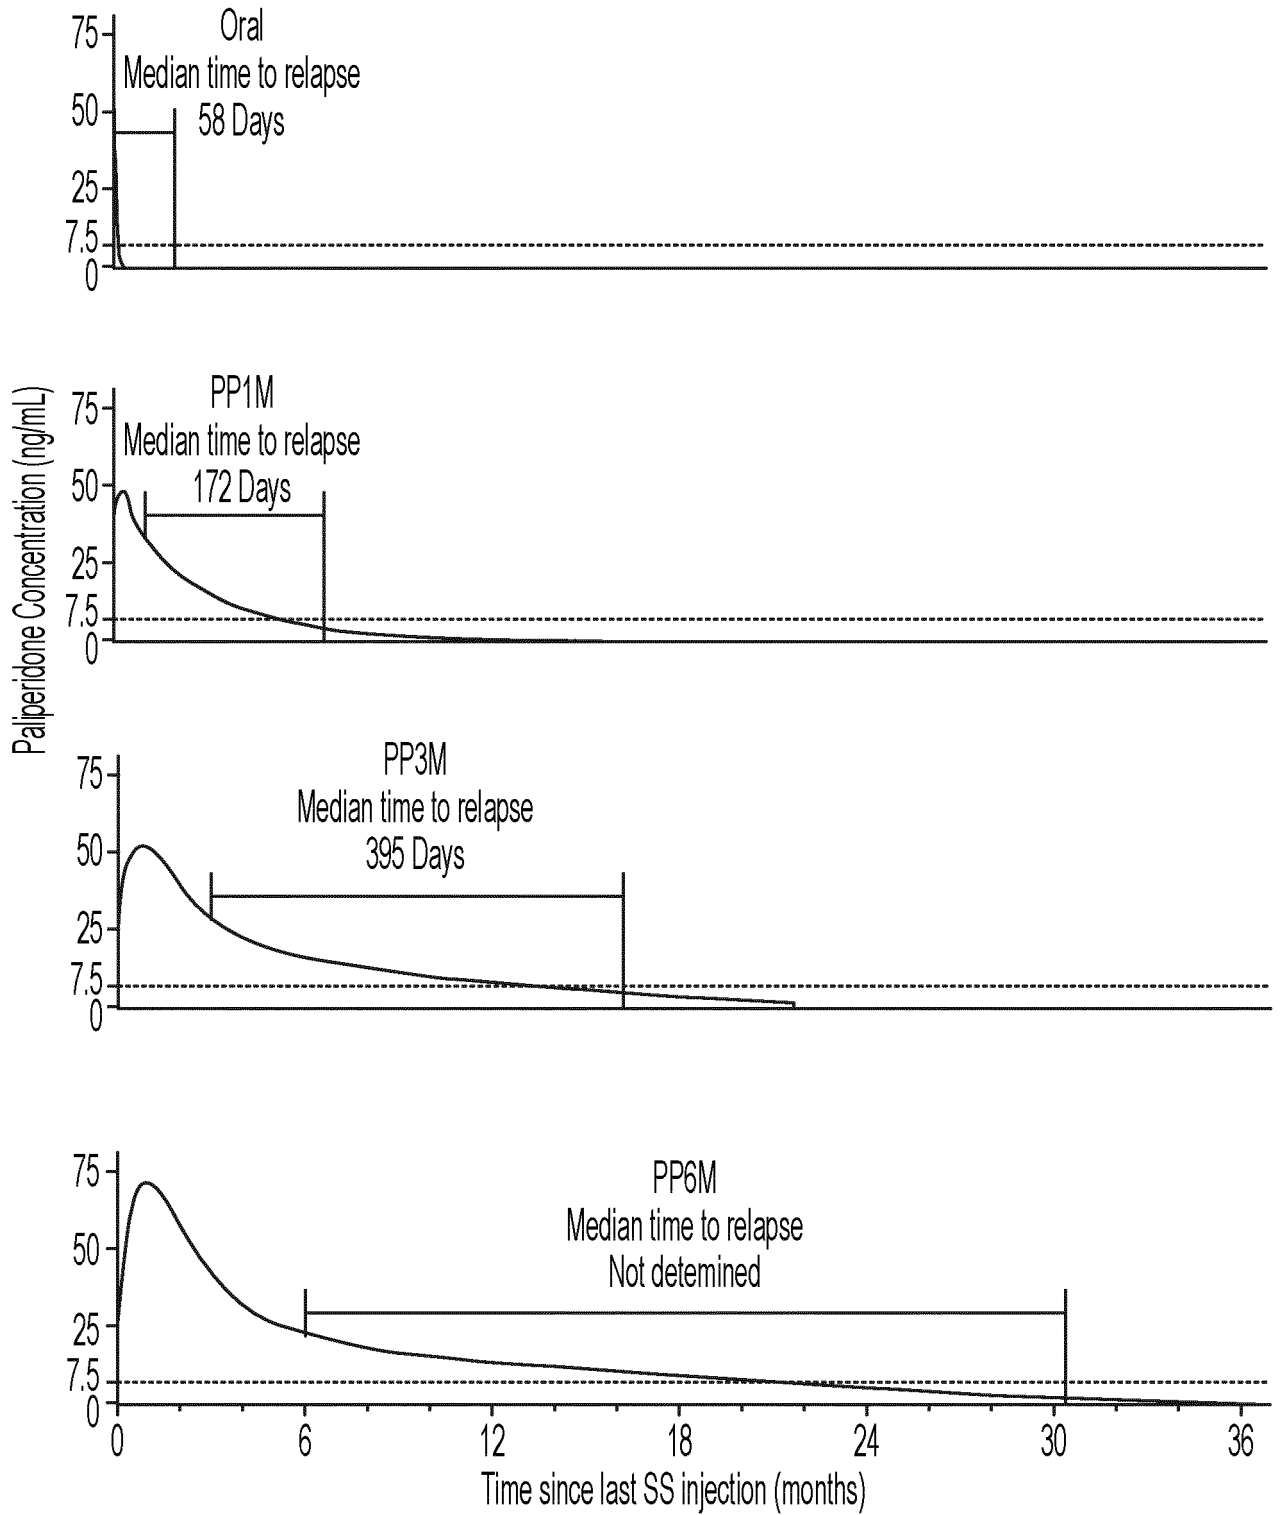 Paliperidone Concentration (ng/mL)
Oral
Median time to relapse
58 Days
75
50
25
7.5
0
PP1M
Median time to relapse
172 Days
75
50
25
7.5
0
PP3M
Median time to relapse
395 Days
75
50
25
7.5
0
PP6M
Median time to relapse
Not detemined
75
50
25
7.5
0
0 6 12 18 24 30 36
Time since last SS injection (months)